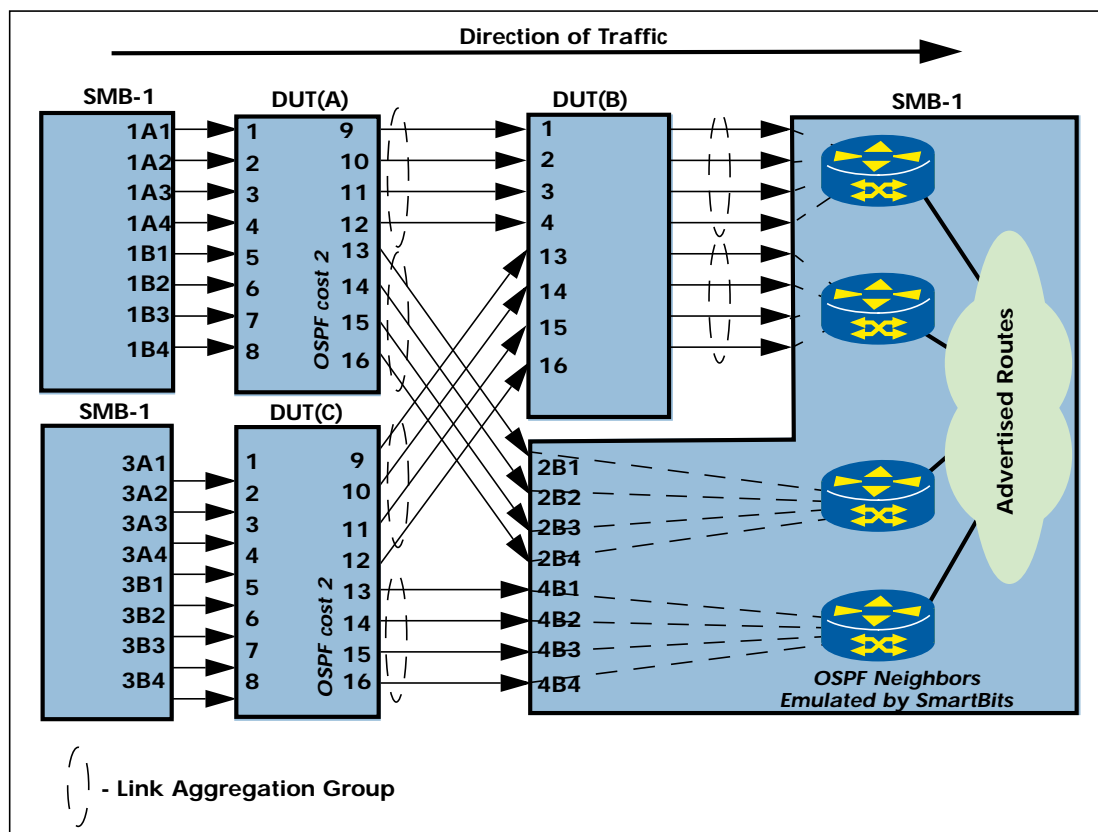 Direction of Traffic
SMB-1
1A1
1A2
1A3
1A4
1B1
1B2
1B3
1B4
DUT(A)
1
2
3
4
5
6
7
8
9
10
11
12
13
14
15
16
OSPF cost 2
DUT(B)
1
2
3
4
13
14
15
16
SMB-1
SMB-1
3A1
3A2
3A3
3A4
3B1
3B2
3B3
3B4
DUT(C)
1
2
3
4
5
6
7
8
9
10
11
12
13
14
15
16
OSPF cost 2
2B1
2B2
2B3
2B4
4B1
4B2
4B3
4B4
Advertised Routes
OSPF Neighbors
Emulated by SmartBits
- Link Aggregation Group